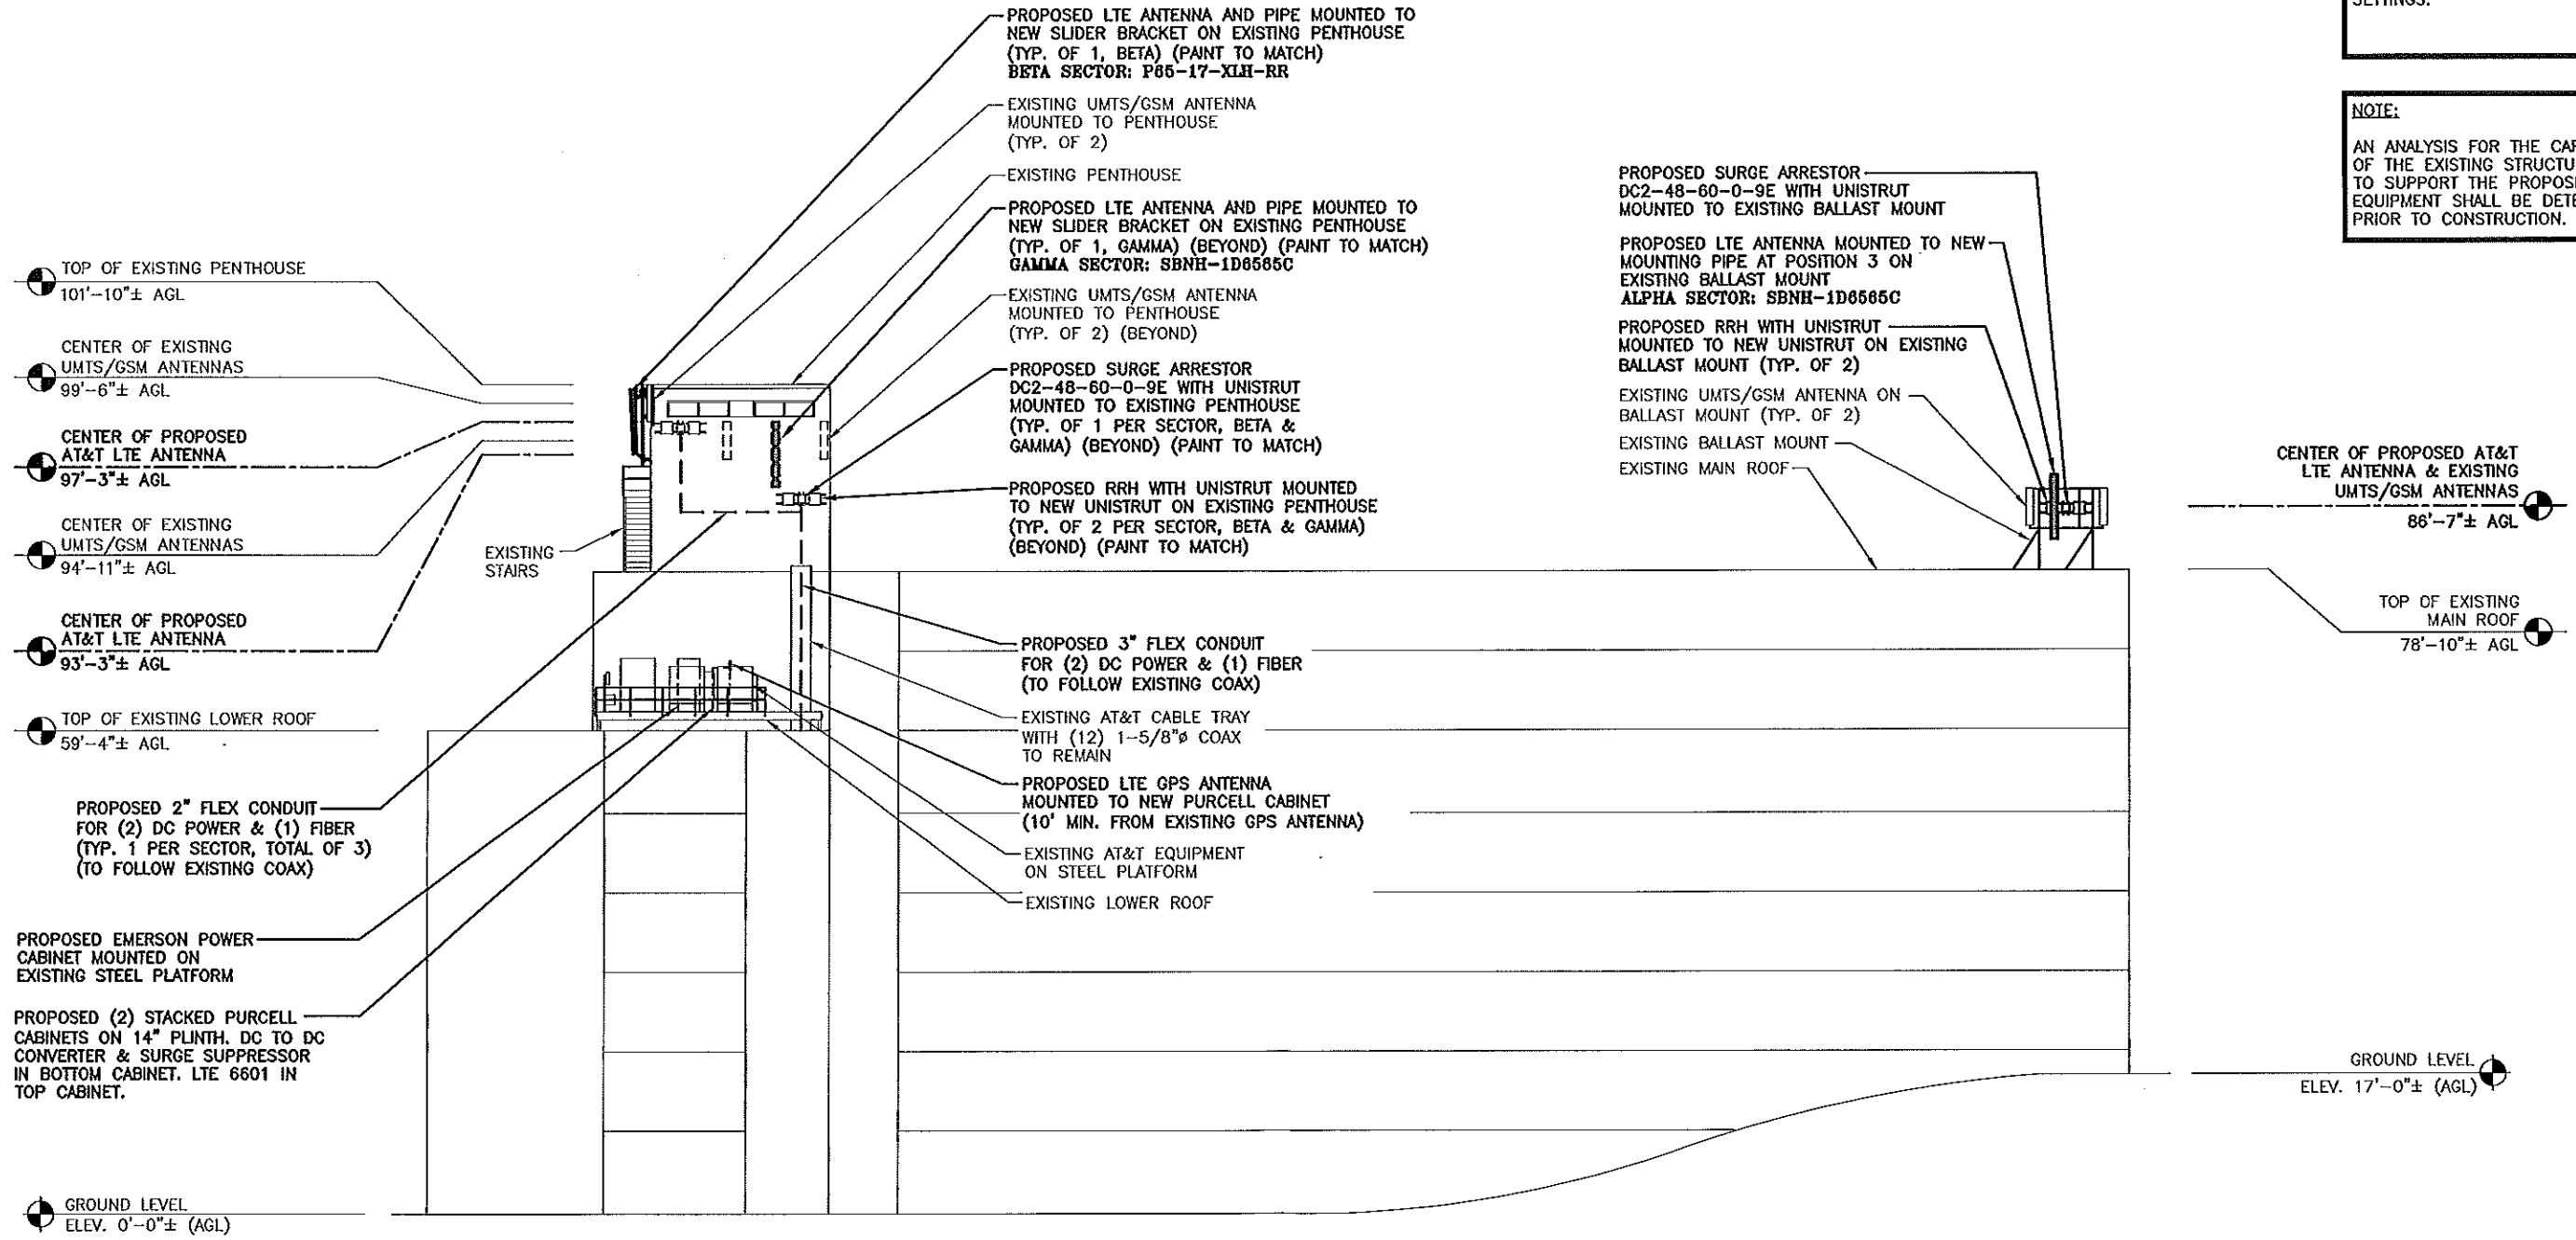 SETTINGS.
NOTE:
AN ANALYSIS FOR THE
OF THE EXISTING
TO SUPPORT THE
EQUIPMENT SHALL BE
PRIOR TO CONSTRUCTION.
PROPOSED LTE ANTENNA AND PIPE MOUNTED TO
NEW SLIDER BRACKET ON EXISTING PENTHOUSE
(TYP. OF 1, BETA) (PAINT TO MATCH)
BETA SECTOR: P65-17-XLH-RR
EXISTING UMTS/GSM ANTENNA
MOUNTED TO PENTHOUSE
(TYP. OF 2)
EXISTING PENTHOUSE
PROPOSED LTE ANTENNA AND PIPE MOUNTED TO
NEW SLIDER BRACKET ON EXISTING PENTHOUSE
(TYP. OF 1, GAMMA) (BEYOND) (PAINT TO MATCH)
GAMMA SECTOR: SBNH-1D6565C
EXISTING UMTS/GSM ANTENNA
MOUNTED TO PENTHOUSE
(TYP. OF 2) (BEYOND)
PROPOSED SURGE ARRESTOR
DC2-48-60-0-9E WITH UNISTRUT
MOUNTED TO EXISTING PENTHOUSE
(TYP. OF 1 PER SECTOR, BETA &
GAMMA) (BEYOND) (PAINT TO MATCH)
PROPOSED RRH WITH UNISTRUT MOUNTED
TO NEW UNISTRUT ON EXISTING PENTHOUSE
(TYP. OF 2 PER SECTOR, BETA & GAMMA)
(BEYOND) (PAINT TO MATCH)
PROPOSED SURGE ARRESTOR
DC2-48-60-0-9E WITH UNISTRUT
MOUNTED TO EXISTING BALLAST MOUNT
PROPOSED LTE ANTENNA MOUNTED TO NEW
MOUNTING PIPE AT POSITION 3 ON
EXISTING BALLAST MOUNT
ALPHA SECTOR: SBNH-1D6565C
PROPOSED RRH WITH UNISTRUT
MOUNTED TO NEW UNISTRUT ON EXISTING
BALLAST MOUNT (TYP. OF 2)
EXISTING UMTS/GSM ANTENNA ON
BALLAST MOUNT (TYP. OF 2)
EXISTING BALLAST MOUNT
EXISTING MAIN ROOF
TOP OF EXISTING PENTHOUSE
101'-10"± AGL
CENTER OF EXISTING
UMTS/GSM ANTENNAS
99'-6"± AGL
CENTER OF PROPOSED
AT&T LTE ANTENNA
97'-3"± AGL
CENTER OF EXISTING
UMTS/GSM ANTENNAS
94'-11"± AGL
CENTER OF PROPOSED
AT&T LTE ANTENNA
93'-3"± AGL
TOP OF EXISTING LOWER ROOF
59'-4"± AGL
EXISTING
STAIRS
CENTER OF PROPOSED AT&T
LTE ANTENNA & EXISTING
UMTS/GSM ANTENNAS
86'-7"± AGL
TOP OF EXISTING
MAIN ROOF
78'-10"± AGL
PROPOSED 3" FLEX CONDUIT
FOR (2) DC POWER & (1) FIBER
(TO FOLLOW EXISTING COAX)
EXISTING AT&T CABLE TRAY
WITH (12) 1-5/8"ø COAX
TO REMAIN
PROPOSED LTE GPS ANTENNA
MOUNTED TO NEW PURCELL CABINET
(10' MIN. FROM EXISTING GPS ANTENNA)
EXISTING AT&T EQUIPMENT
ON STEEL PLATFORM
EXISTING LOWER ROOF
PROPOSED 2" FLEX CONDUIT
FOR (2) DC POWER & (1) FIBER
(TYP. 1 PER SECTOR, TOTAL OF 3)
(TO FOLLOW EXISTING COAX)
PROPOSED EMERSON POWER
CABINET MOUNTED ON
EXISTING STEEL PLATFORM
PROPOSED (2) STACKED PURCELL
CABINETS ON 14" PLINTH. DC TO DC
CONVERTER & SURGE SUPPRESSOR
IN BOTTOM CABINET. LTE 6601 IN
TOP CABINET.
GROUND LEVEL
ELEV. 17'-0"± (AGL)
GROUND LEVEL
ELEV. 0'-0"± (AGL)